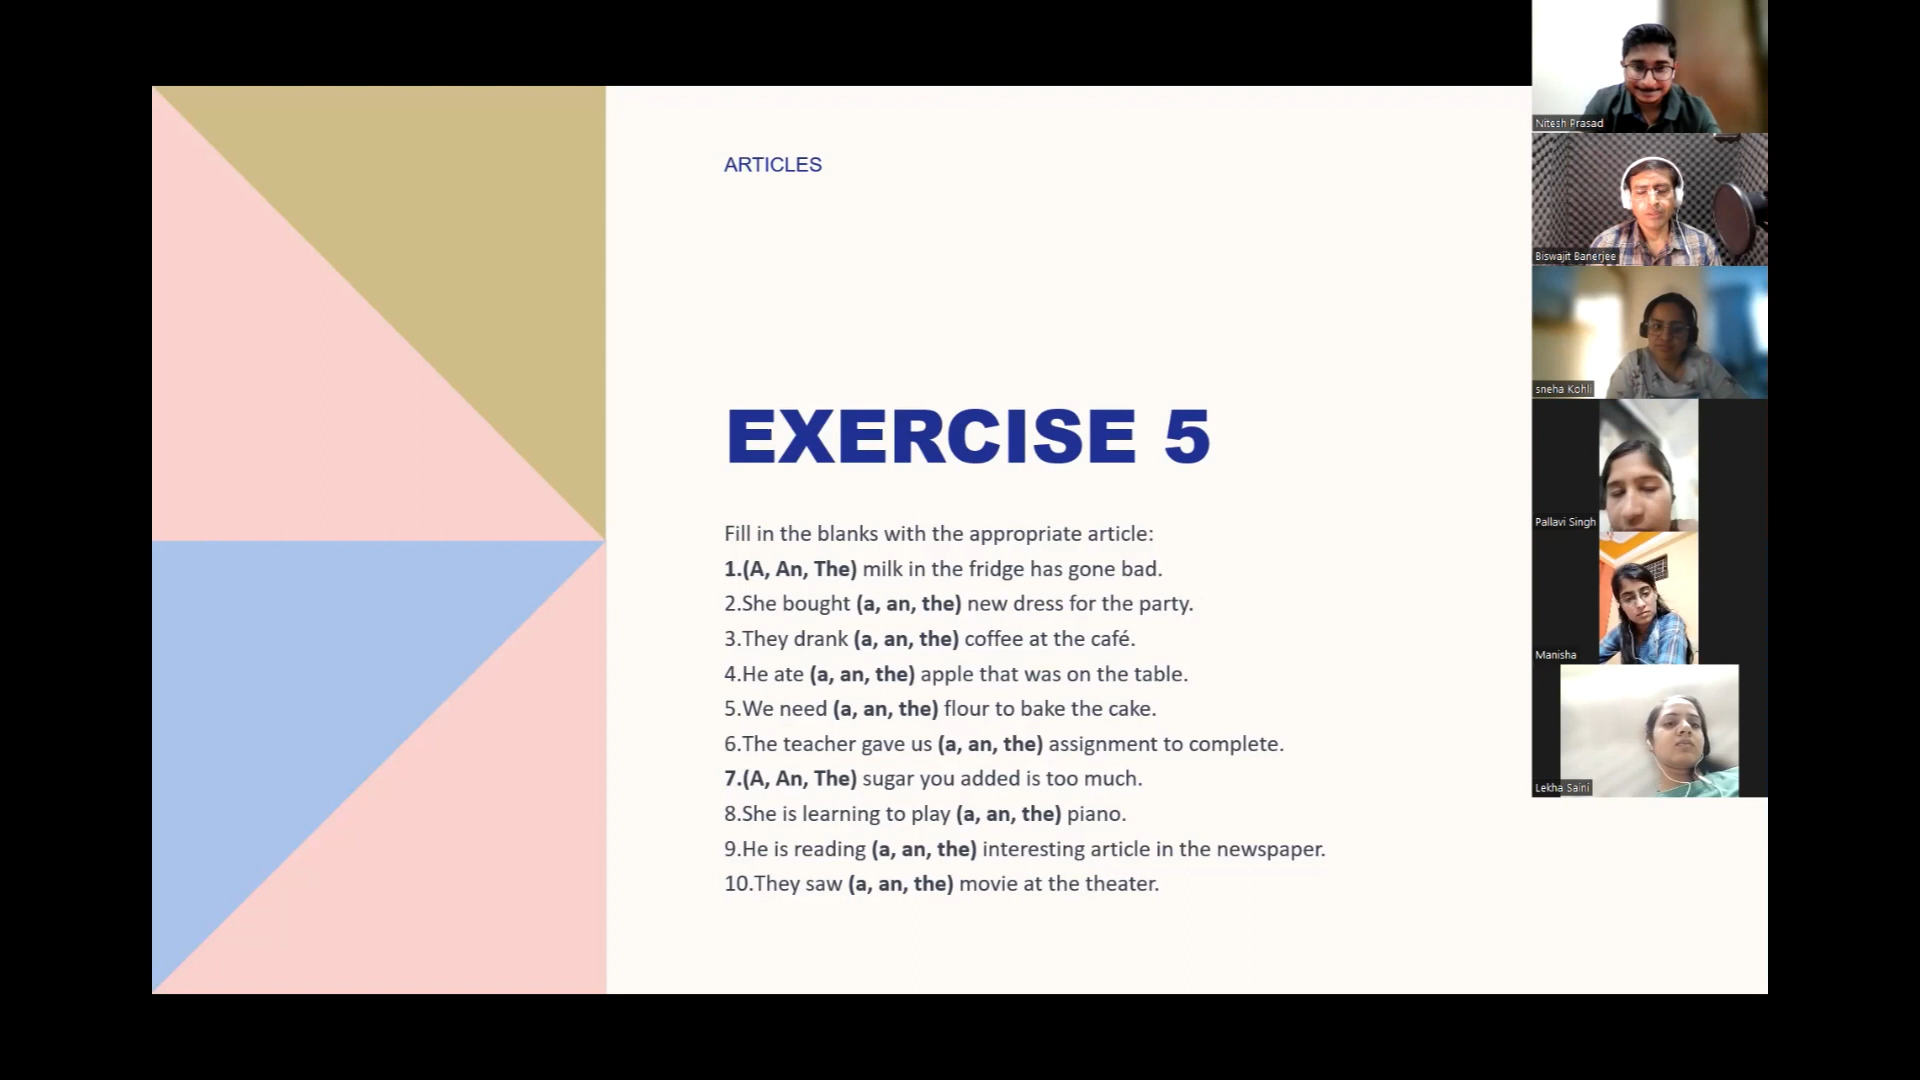 ARTICLES
EXERCISE 5
Fill in the blanks with the appropriate article:
1.(A, An, The) milk in the fridge has gone bad.
2.She bought (a, an, the) new dress for the party.
3.They drank (a, an, the) coffee at the café.
4.He ate (a, an, the) apple that was on the table.
5.We need (a, an, the) flour to bake the cake.
6.The teacher gave us (a, an, the) assignment to complete.
7.(A, An, The) sugar you added is too much.
8.She is learning to play (a, an, the) piano.
9.He is reading (a, an, the) interesting article in the newspaper.
10.They saw (a, an, the) movie at the theater.
Nitesh Prasad
Biswajit Banerjee
sneha Kohli
Pallavi Singh
Manisha
Lekha Saini